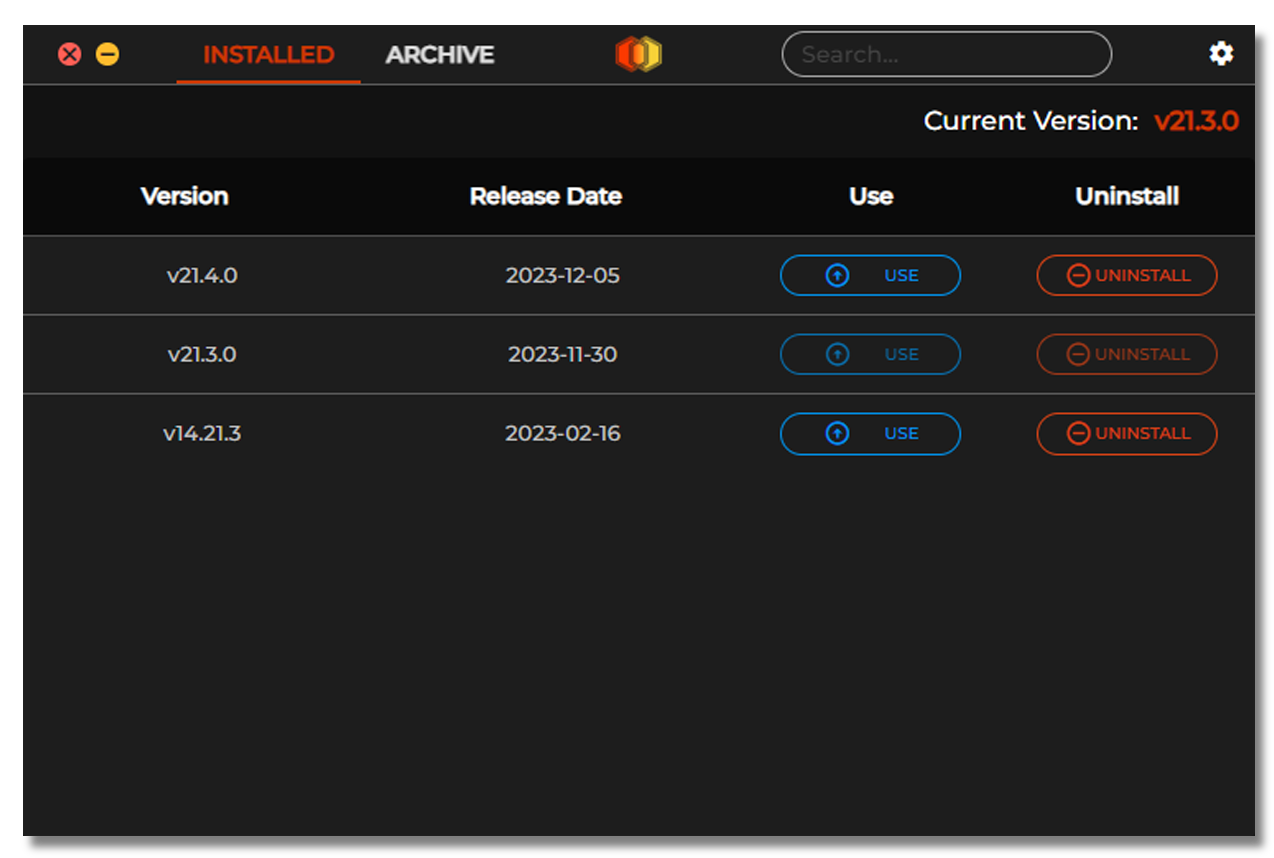 INSTALLED ARCHIVE Search...
Current Version: v21.3.0
Version Release Date Use Uninstall
v21.4.0 2023-12-05 USE UNINSTALL
v21.3.0 2023-11-30 USE UNINSTALL
v14.21.3 2023-02-16 USE UNINSTALL